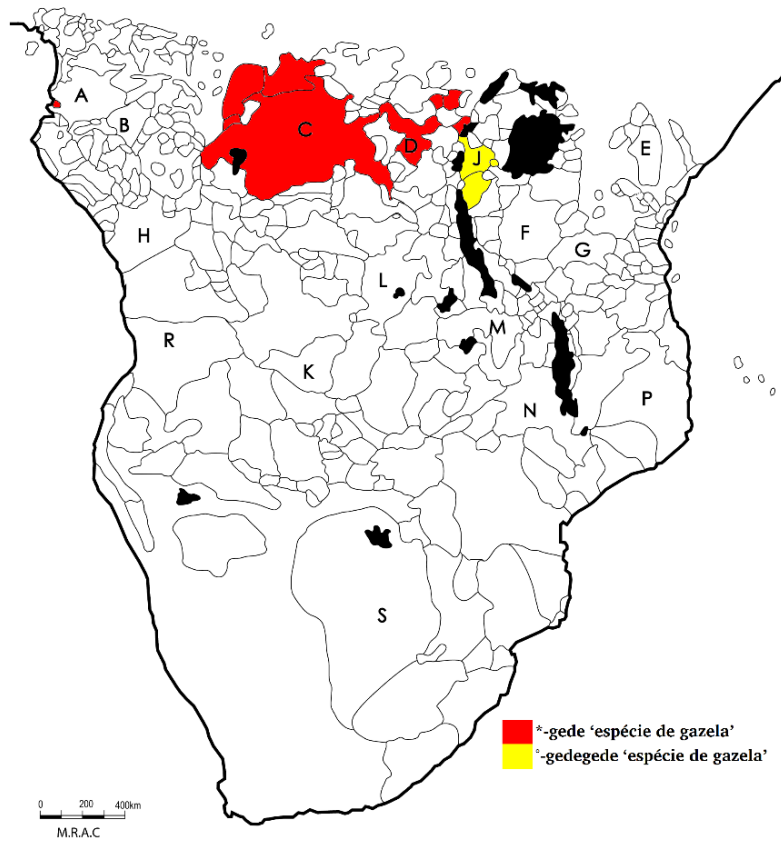 A
B
C
D
J
E
H
F
G
L
R
K
M
N
P
S
*-gede ‘espécie de gazela’
°-gedegede ‘espécie de gazela’
0 200 400km
M.R.A.C